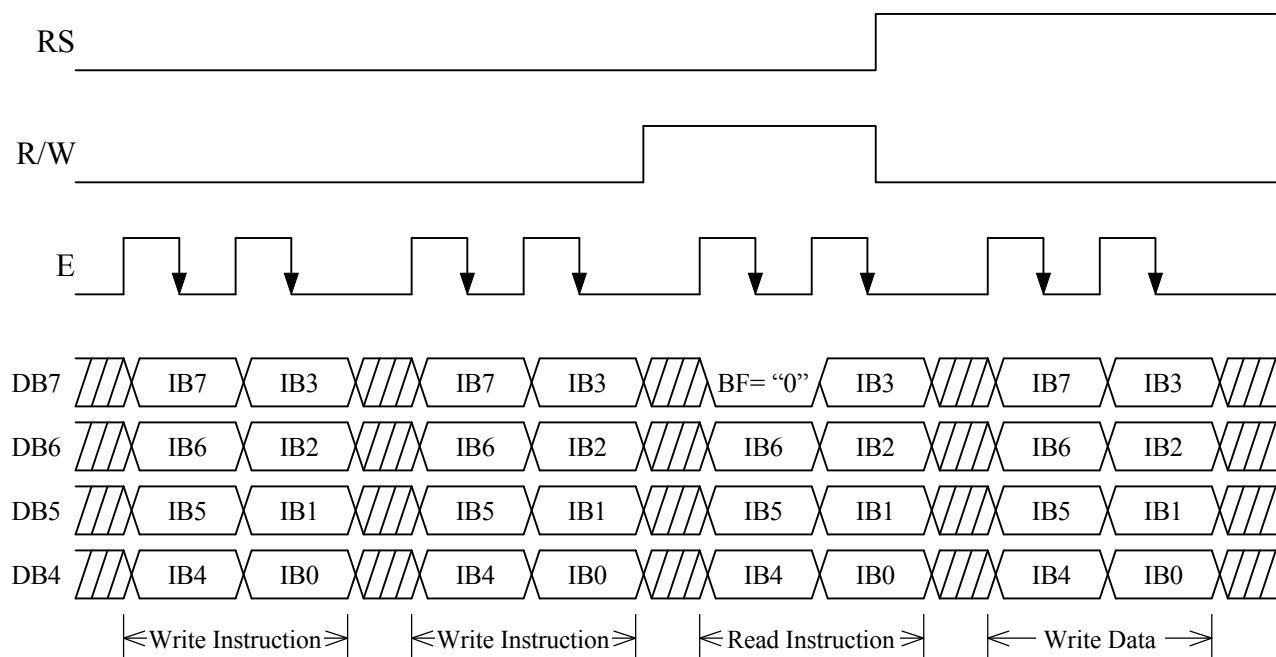 RS
R/W
E
DB7 IB7 IB3 IB7 IB3 BF= “0” IB3 IB7 IB3
DB6 IB6 IB2 IB6 IB2 IB6 IB2 IB6 IB2
DB5 IB5 IB1 IB5 IB1 IB5 IB1 IB5 IB1
DB4 IB4 IB0 IB4 IB0 IB4 IB0 IB4 IB0
Write Instruction Write Instruction Read Instruction Write Data